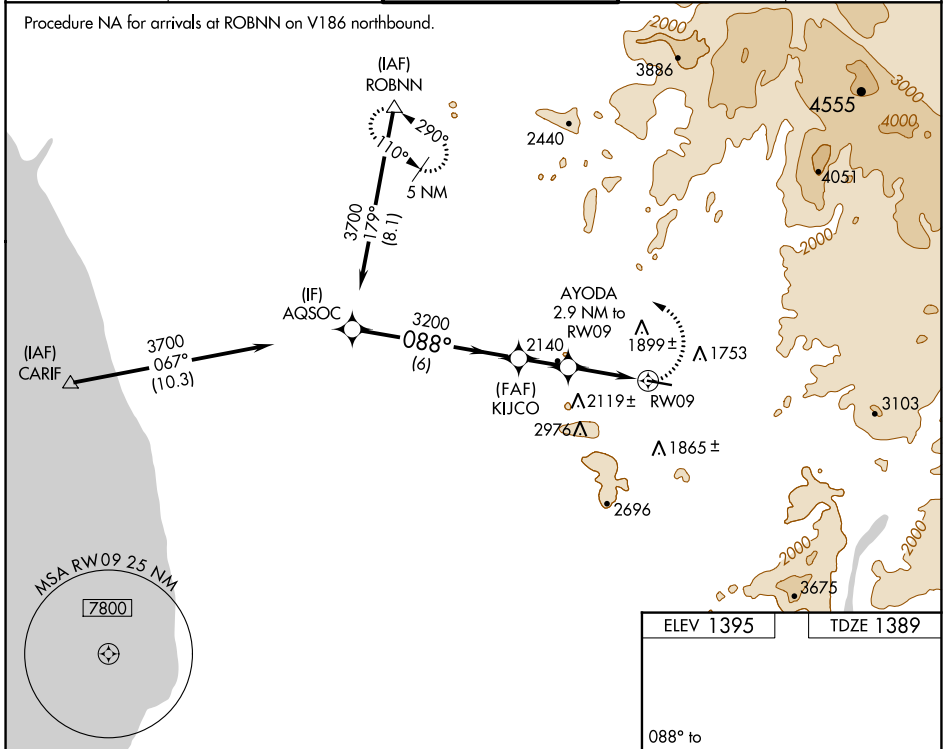 Procedure NA for arrivals at ROBNN on V186 northbound.
(IAF)
ROBNN
290°
110°
5 NM
3700
179°
(8.1)
2000
3886
3000
4555
4000
2440
4051
2000
(IF)
AQSOC
3200
088°
(6)
AYODA
2.9 NM to
RW09
2140
1899±
1753
(IAF)
CARIF
3700
067°
(10.3)
(FAF)
KIJCO
2119±
RW09
2976
1865±
3103
2696
2000
2000
3675
MSA RW09 25 NM
7800
ELEV 1395
TDZE 1389
088° to